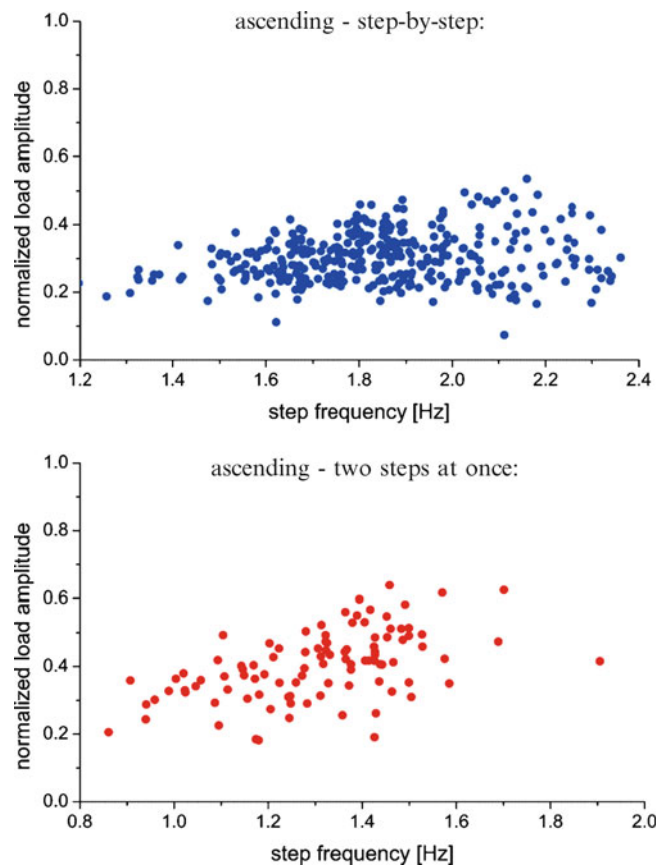 ascending - step-by-step:
1.0
0.8
0.6
0.4
0.2
0.0
normalized load amplitude
1.2 1.4 1.6 1.8 2.0 2.2 2.4
step frequency [Hz]
ascending - two steps at once:
1.0
0.8
0.6
0.4
0.2
0.0
normalized load amplitude
0.8 1.0 1.2 1.4 1.6 1.8 2.0
step frequency [Hz]